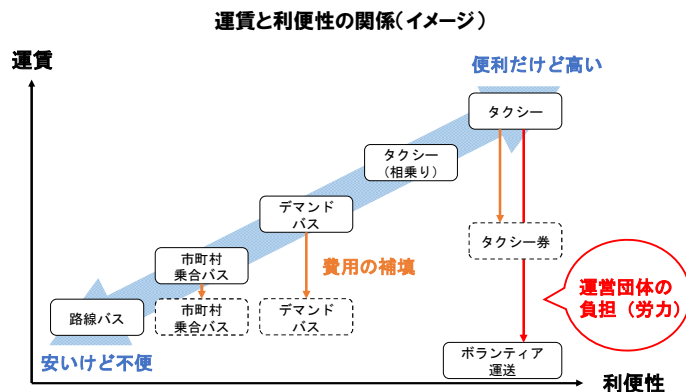 運賃と利便性の関係(イメージ)
運賃
便利だけど高い
タクシー
タクシー
(相乗り)
デマンド
バス
タクシー券
市町村
乗合バス
費用の補填
運営団体の
負担(労力)
路線バス
市町村
乗合バス
デマンド
バス
安いけど不便
ボランティア
運送
利便性